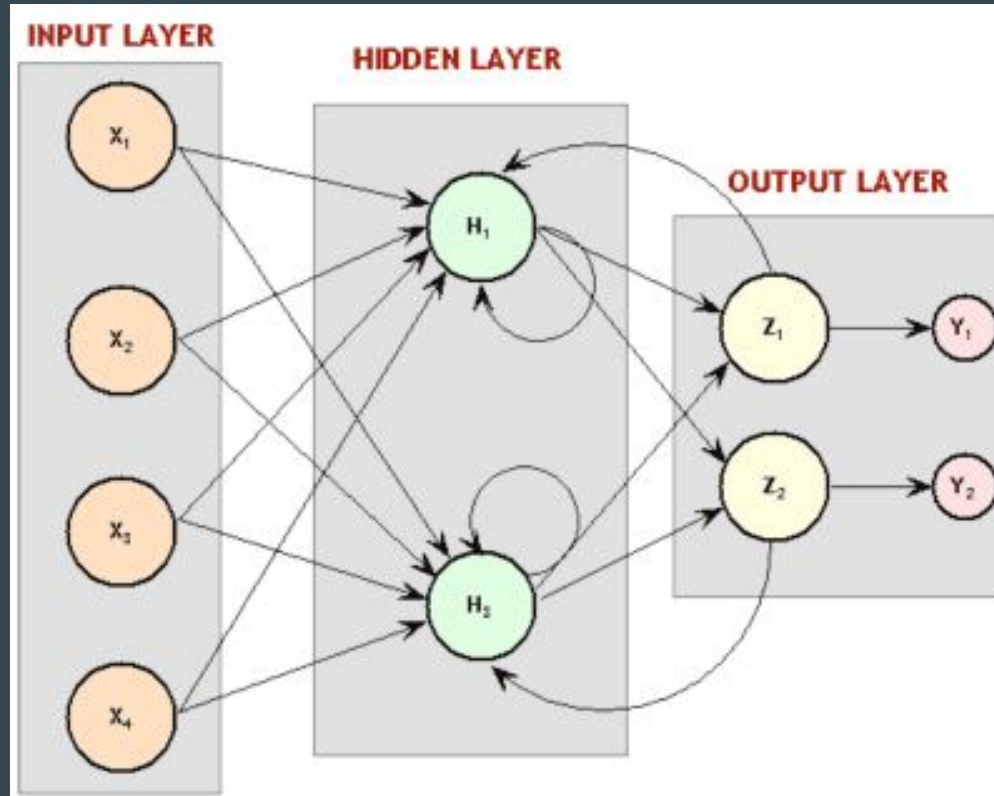 INPUT LAYER
HIDDEN LAYER
OUTPUT LAYER
X₁
X₂
X₃
X₄
H₁
H₂
Z₁
Z₂
Y₁
Y₂